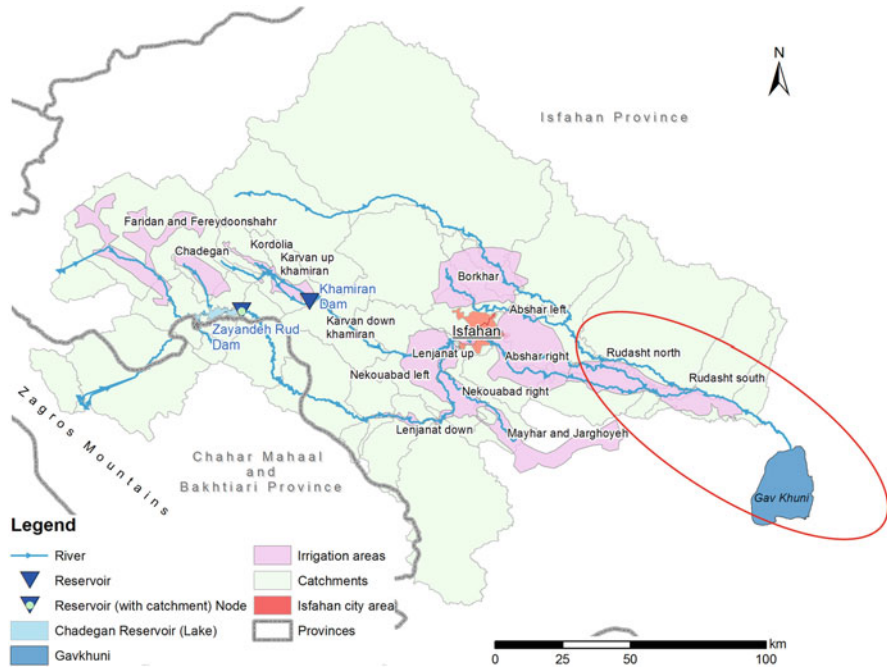 N
Isfahan Province
Faridan and Fereydoonshahr
Chadegan
Kordolia
Karvan up
khamiran
Khamiran
Dam
Borkhar
Zayandeh Rud
Dam
Karvan down
khamiran
Abshar left
Isfahan
Lenjanat up
Abshar right
Rudasht north
Nekouabad left
Rudasht south
Nekouabad right
Lenjanat down
Mayhar and Jarghoyeh
Zagros Mountains
Chahar Mahaal
and
Bakhtiari Province
Gav Khuni
Legend
River
Reservoir
Reservoir (with catchment) Node
Chadegan Reservoir (Lake)
Gavkhuni
Irrigation areas
Catchments
Isfahan city area
Provinces
km
0 25 50 100